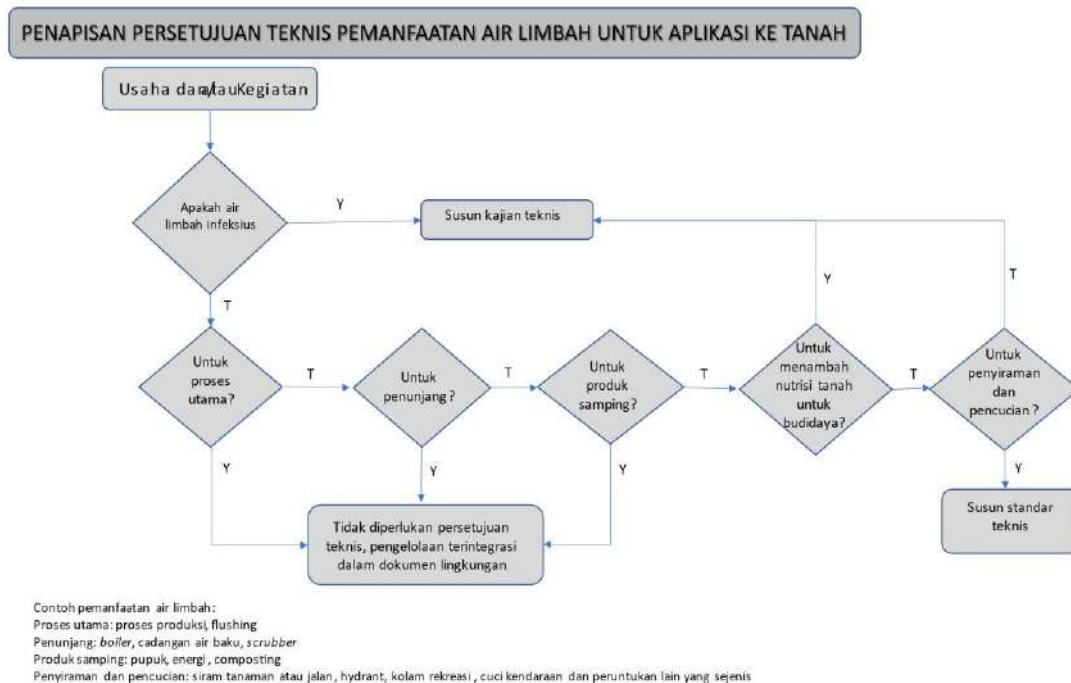 PENAPISAN PERSETUJUAN TEKNIS PEMANFAATAN AIR LIMBAH UNTUK APLIKASI KE TANAH
Usaha dan/atau Kegiatan
Apakah air
limbah infeksius
Y
Susun kajian teknis
T
Y
T
Untuk
proses
utama?
T
Untuk
penunjang?
T
Untuk
produk
samping?
T
Untuk
menambah
nutrisi tanah
untuk
budidaya?
T
Untuk
penyiraman
dan
pencucian?
Y
Y
Y
Y
Tidak diperlukan persetujuan
teknis, pengelolaan terintegrasi
dalam dokumen lingkungan
Susun standar
teknis
Contoh pemanfaatan air limbah:
Proses utama: proses produksi, flushing
Penunjang: boiler, cadangan air baku, scrubber
Produk samping: pupuk, energi, composting
Penyiraman dan pencucian: siram tanaman atau jalan, hydrant, kolam rekreasi, cuci kendaraan dan peruntukan lain yang sejenis